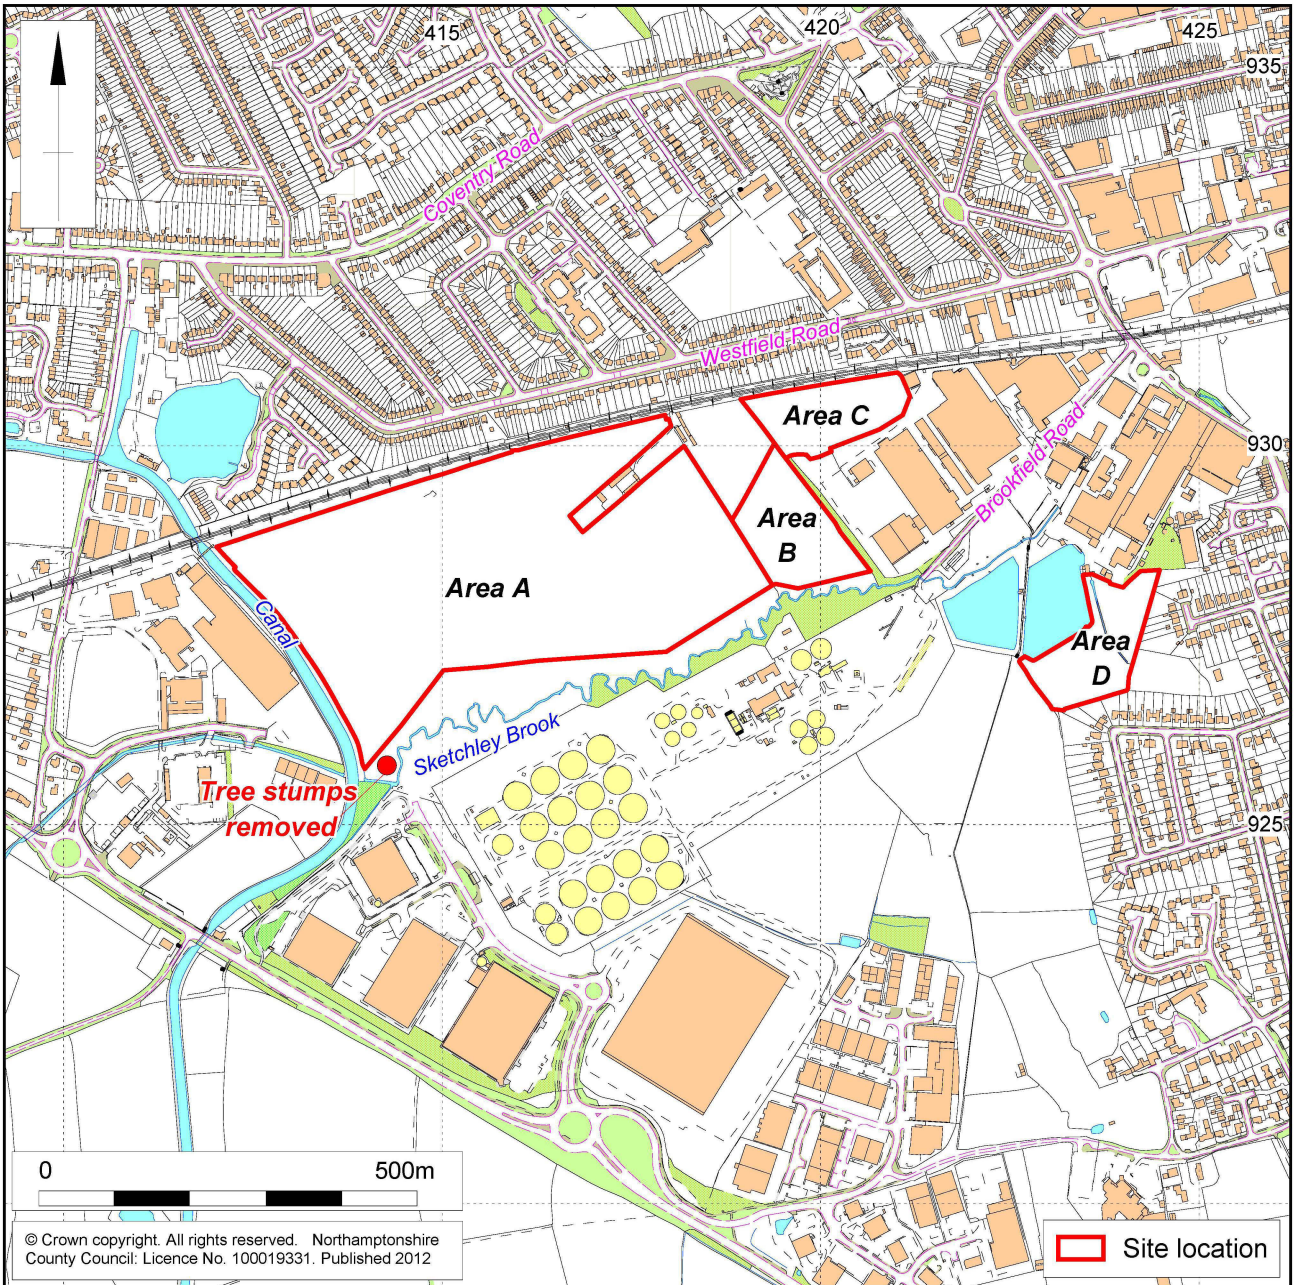 415
420
425
935
Coventry Road
Westfield Road
Area C
930
Brookfield Road
Area
B
Area A
Canal
Area
D
Sketchley Brook
Tree stumps
removed
925
0 500m
© Crown copyright. All rights reserved. Northamptonshire
County Council: Licence No. 100019331. Published 2012
Site location